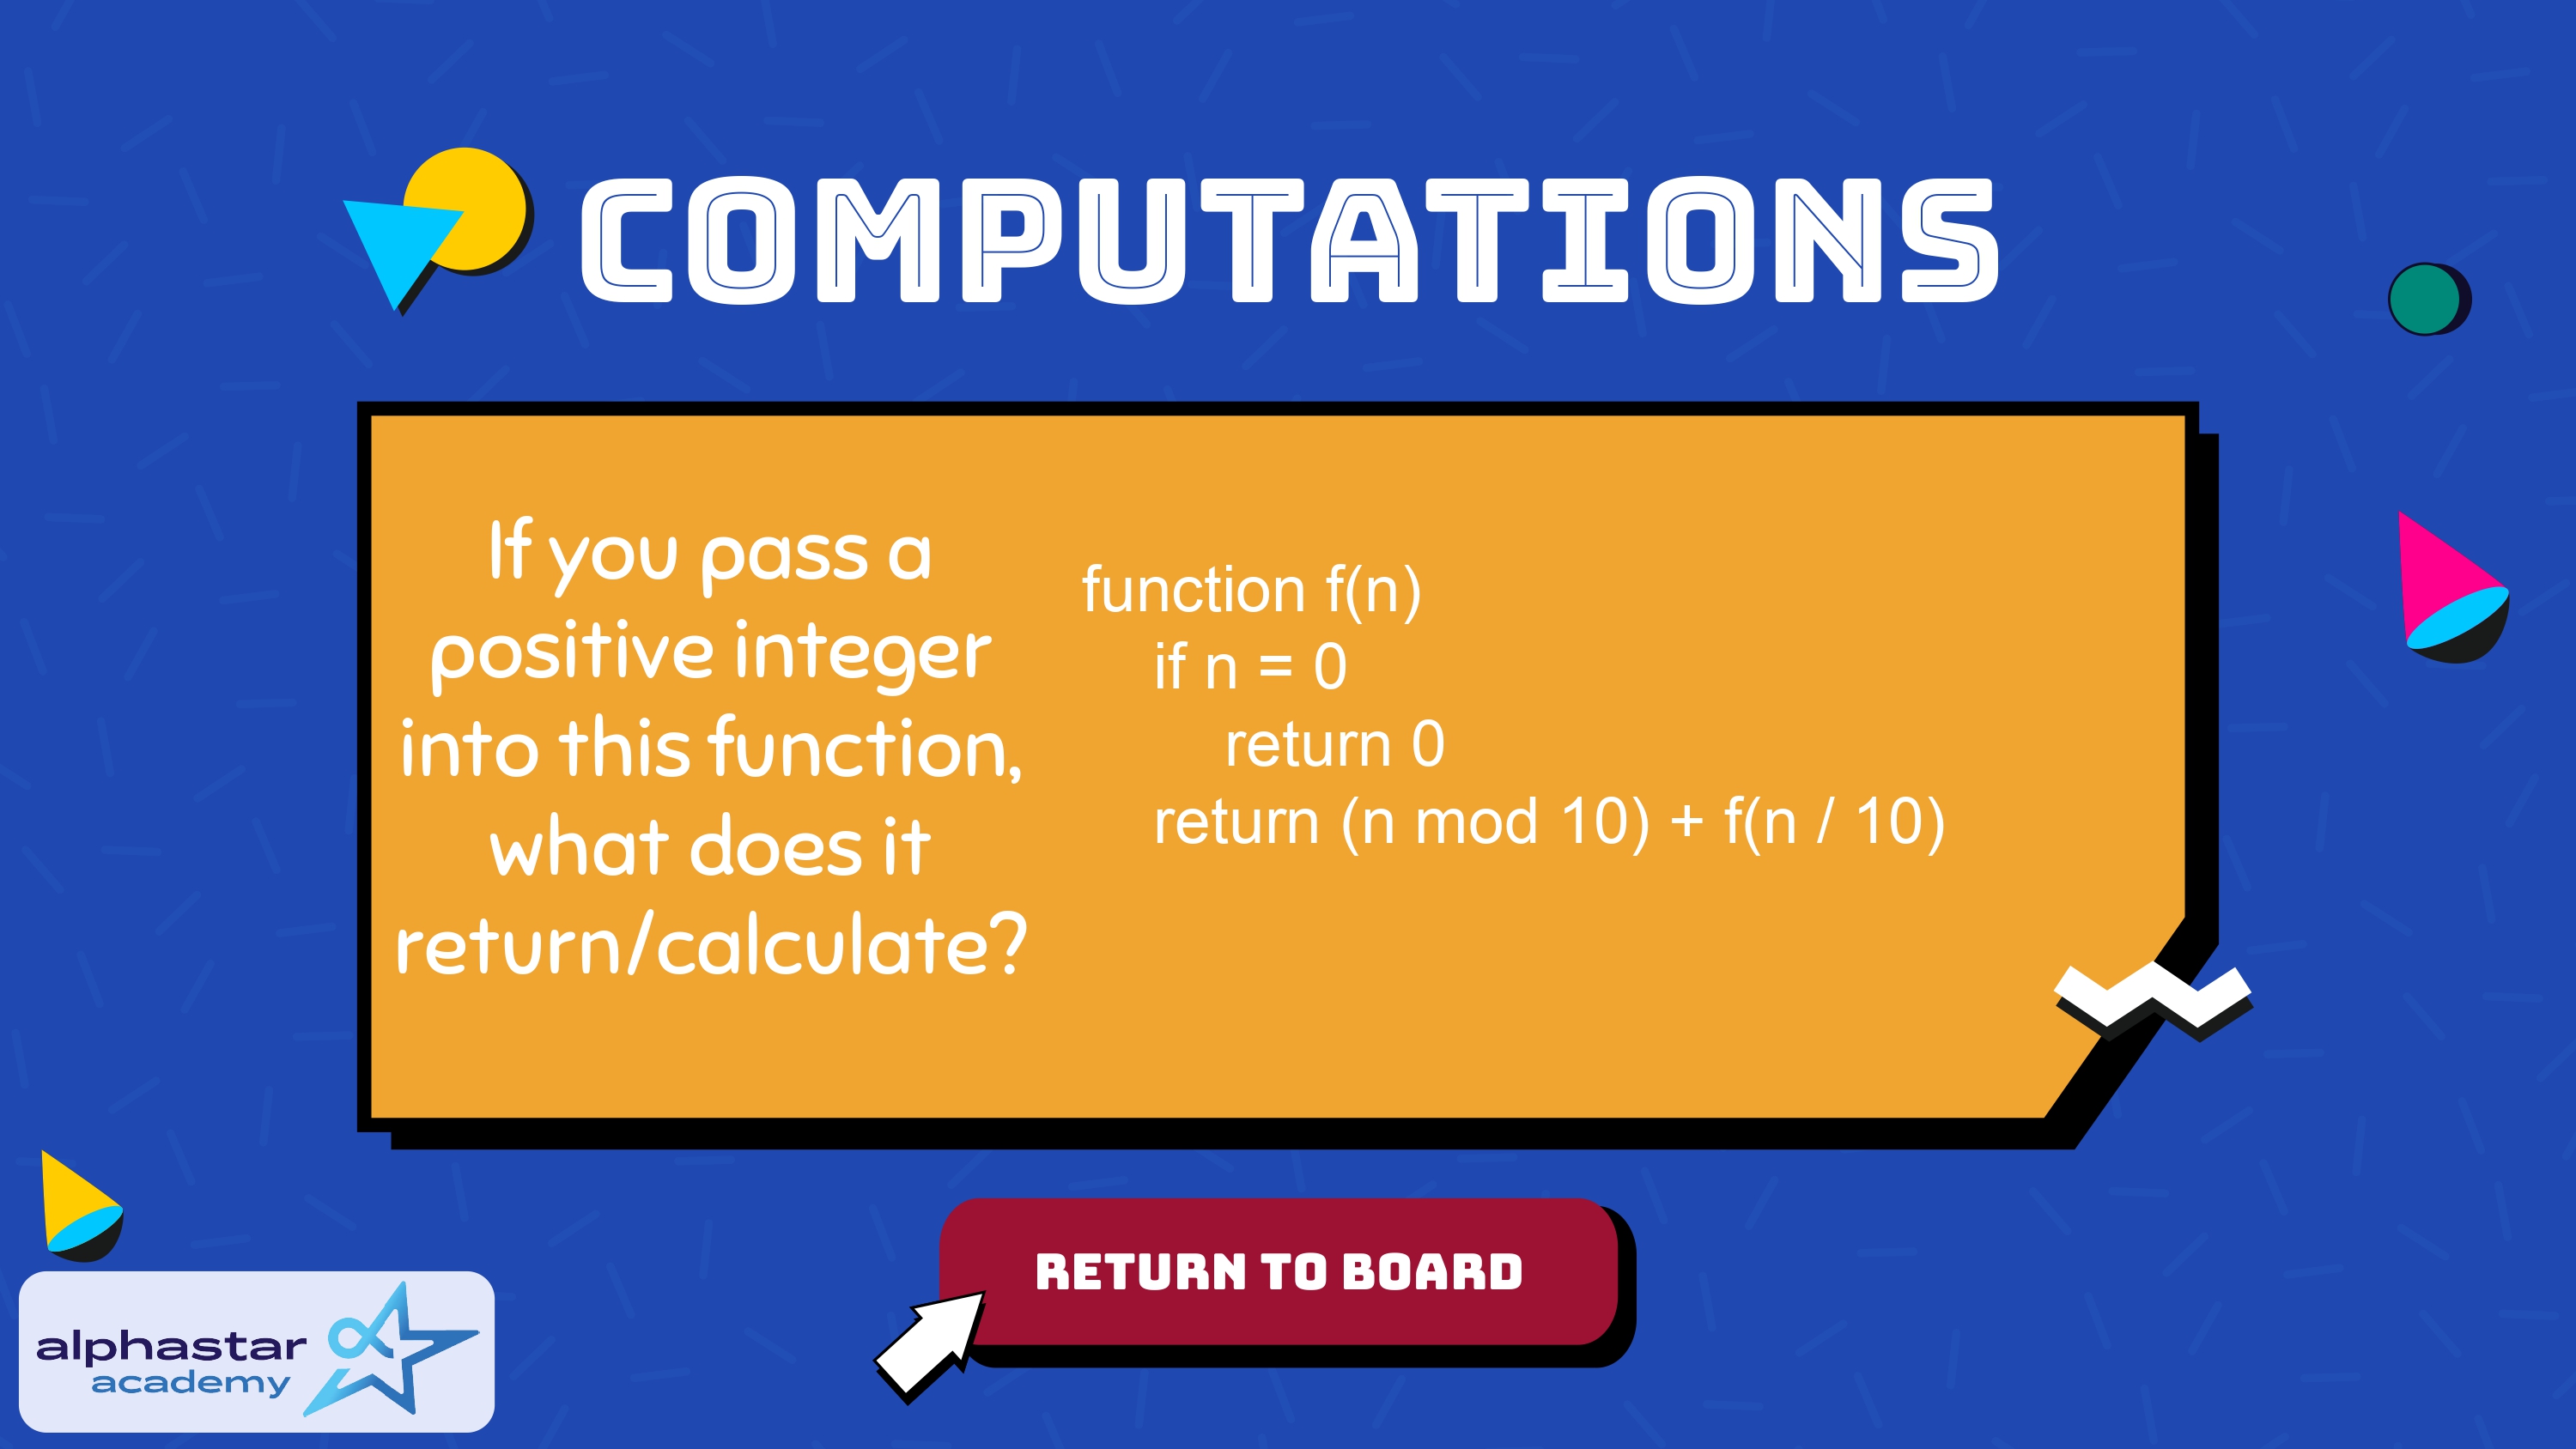 COMPUTATIONS
If you pass a
positive integer
into this function,
what does it
return/calculate?
function f(n)
if n = 0
return 0
return (n mod 10) + f(n / 10)
RETURN TO BOARD
alphastar
academy